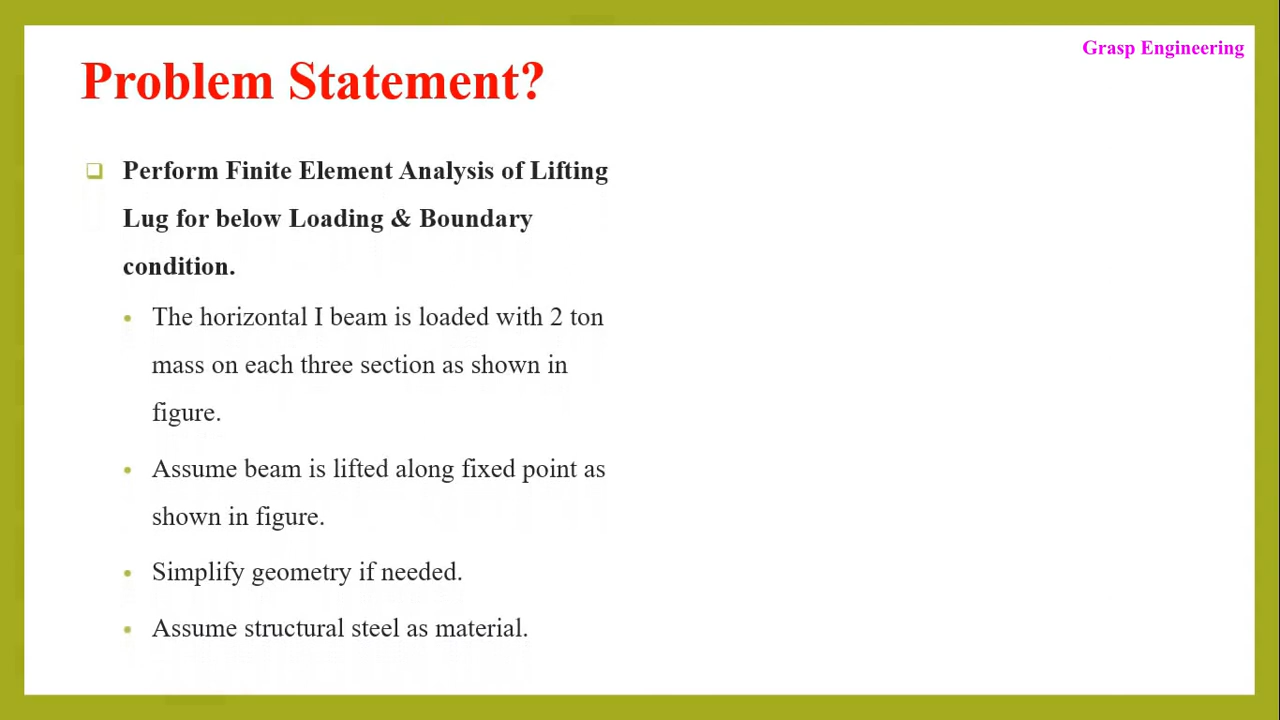 Grasp Engineering
Problem Statement?
Perform Finite Element Analysis of Lifting
Lug for below Loading & Boundary
condition.
The horizontal I beam is loaded with 2 ton
mass on each three section as shown in
figure.
Assume beam is lifted along fixed point as
shown in figure.
Simplify geometry if needed.
Assume structural steel as material.